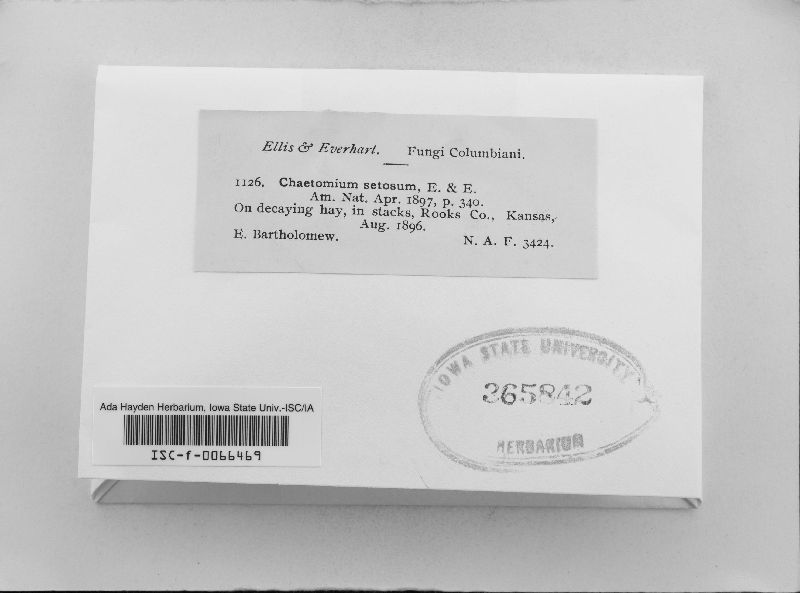 Ellis & Everhart. Fungi Columbiani.
1126. Chaetomium setosum, E. & E.
Am. Nat. Apr. 1897, p. 340.
On decaying hay, in stacks, Rooks Co., Kansas,
Aug. 1896.
E. Bartholomew. N. A. F. 3424.
IOWA STATE UNIVERSITY
365842
HERBARIUM
Ada Hayden Herbarium, Iowa State Univ.-ISC/IA
ISC-f-0066469